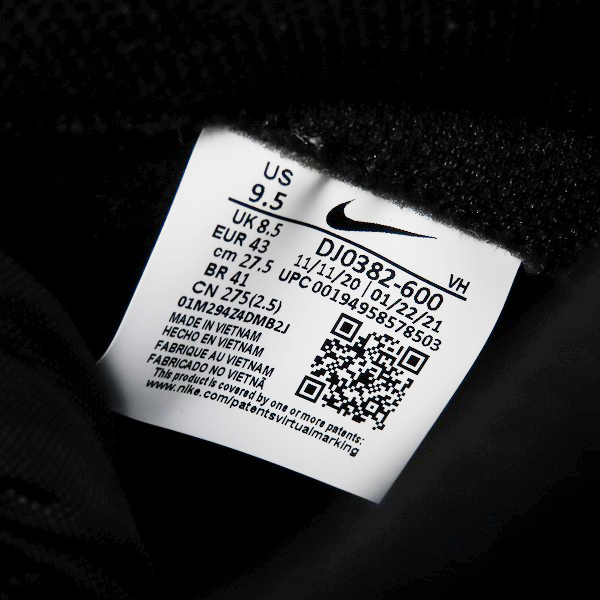 US
9.5
UK 8.5
EUR 43
cm 27.5
BR 41
CN 275(2.5)
01M294Z4DMB2J
DJ0382-600
VH
11/11/20 | 01/22/21
UPC 00194958578503
MADE IN VIETNAM
HECHO EN VIETNAM
FABRIQUE AU VIETNAM
FABRICADO NO VIETNÃ
This product is covered by one or more patents:
www.nike.com/patentsvirtualmarking